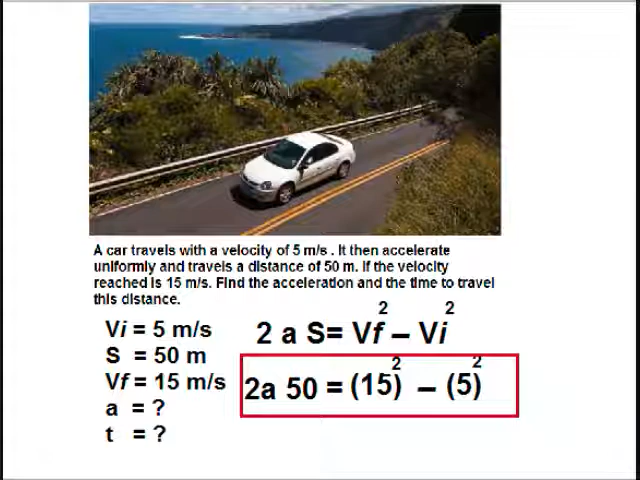 A car travels with a velocity of 5 m/s . It then accelerate
uniformly and travels a distance of 50 m. If the velocity
reached is 15 m/s. Find the acceleration and the time to travel
this distance.
Vi = 5 m/s
S = 50 m
Vf = 15 m/s
a = ?
t = ?
2 a S= Vf² – Vi²
2a 50 = (15)² – (5)²